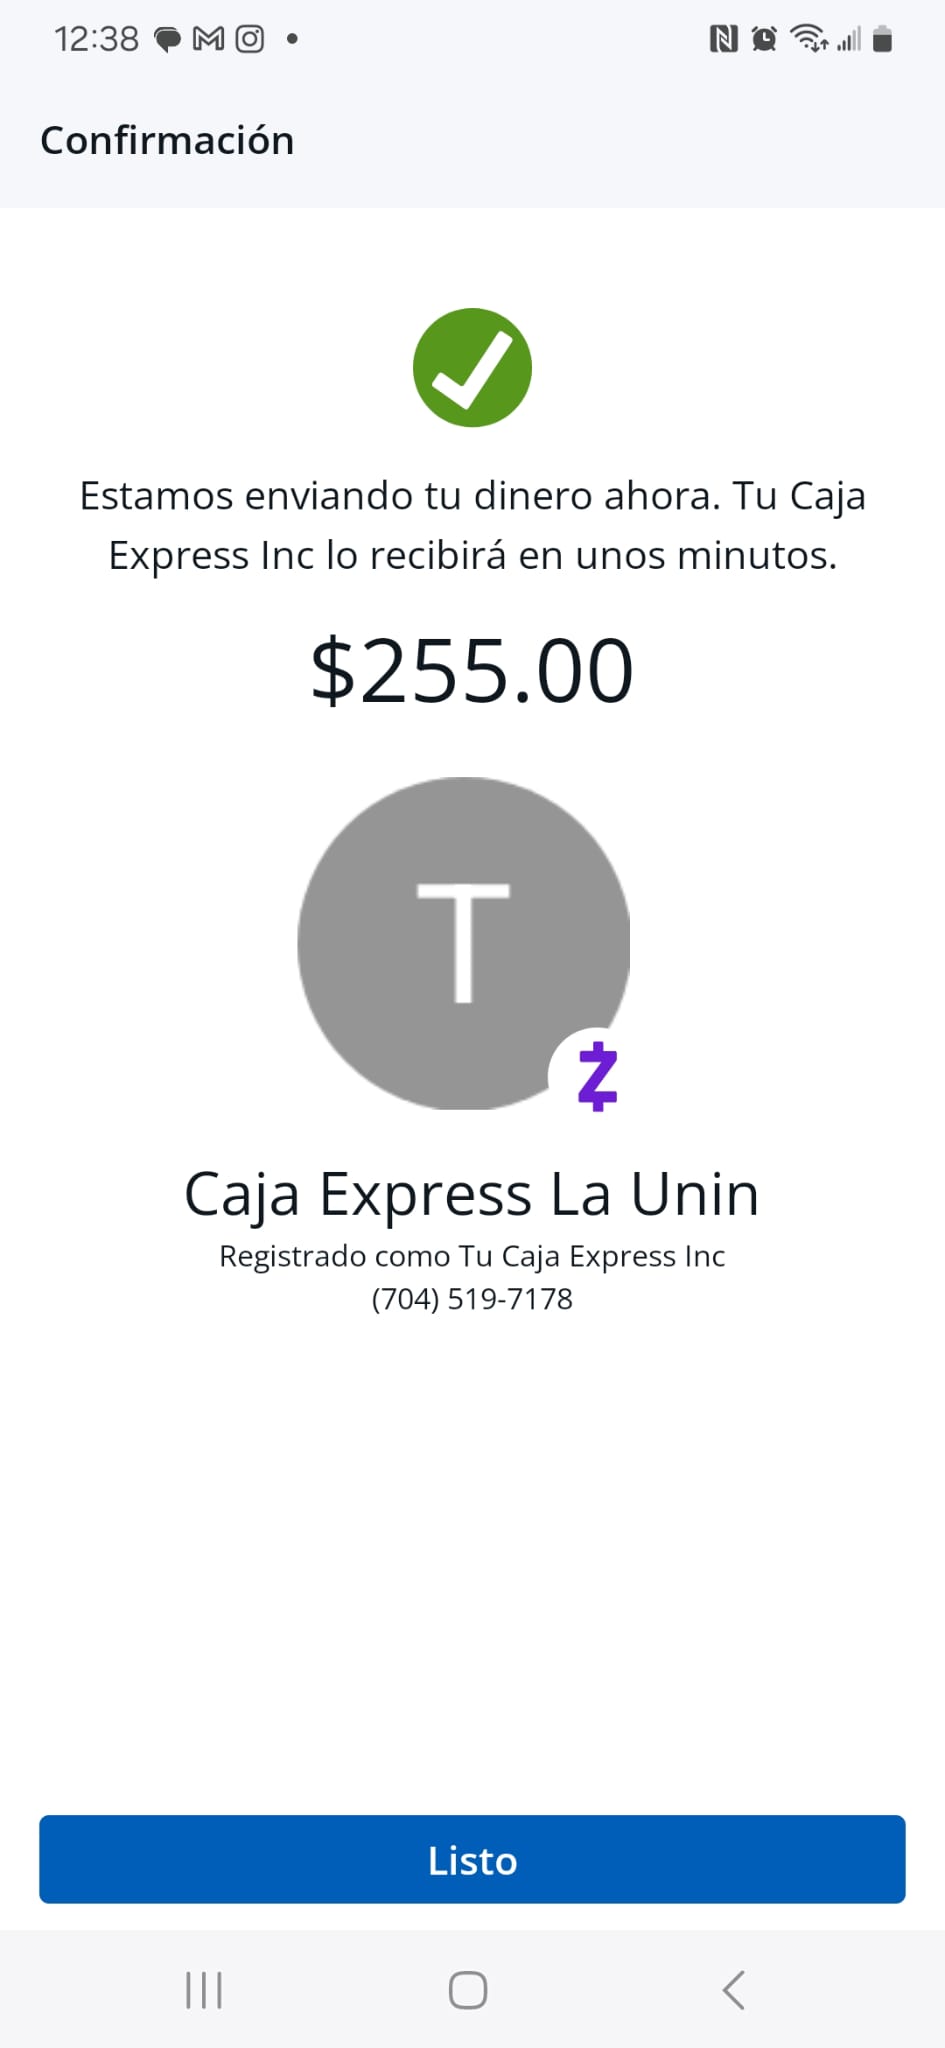 12:38
Confirmación
Estamos enviando tu dinero ahora. Tu Caja
Express Inc lo recibirá en unos minutos.
$255.00
T
Caja Express La Unin
Registrado como Tu Caja Express Inc
(704) 519-7178
Listo